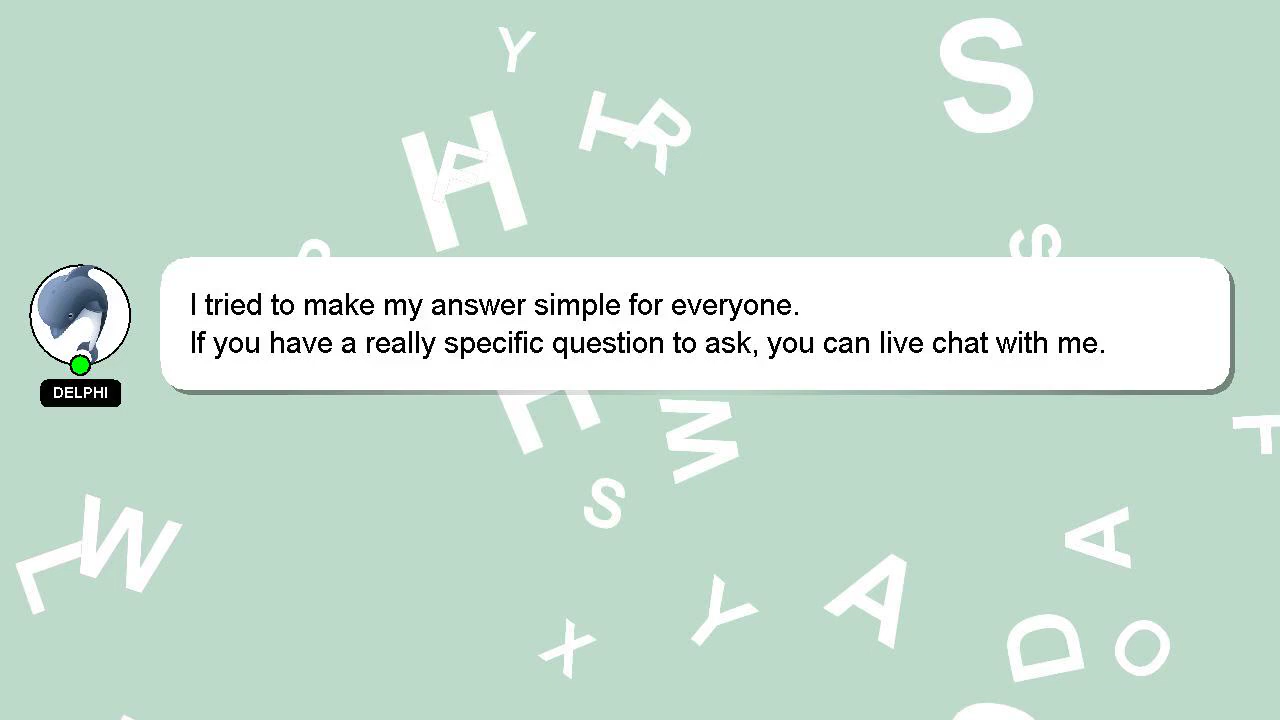 Y
S
T
R
H
A
S
I tried to make my answer simple for everyone.
If you have a really specific question to ask, you can live chat with me.
DELPHI
H
W
S
W
L
A
A
Y
X
D
O